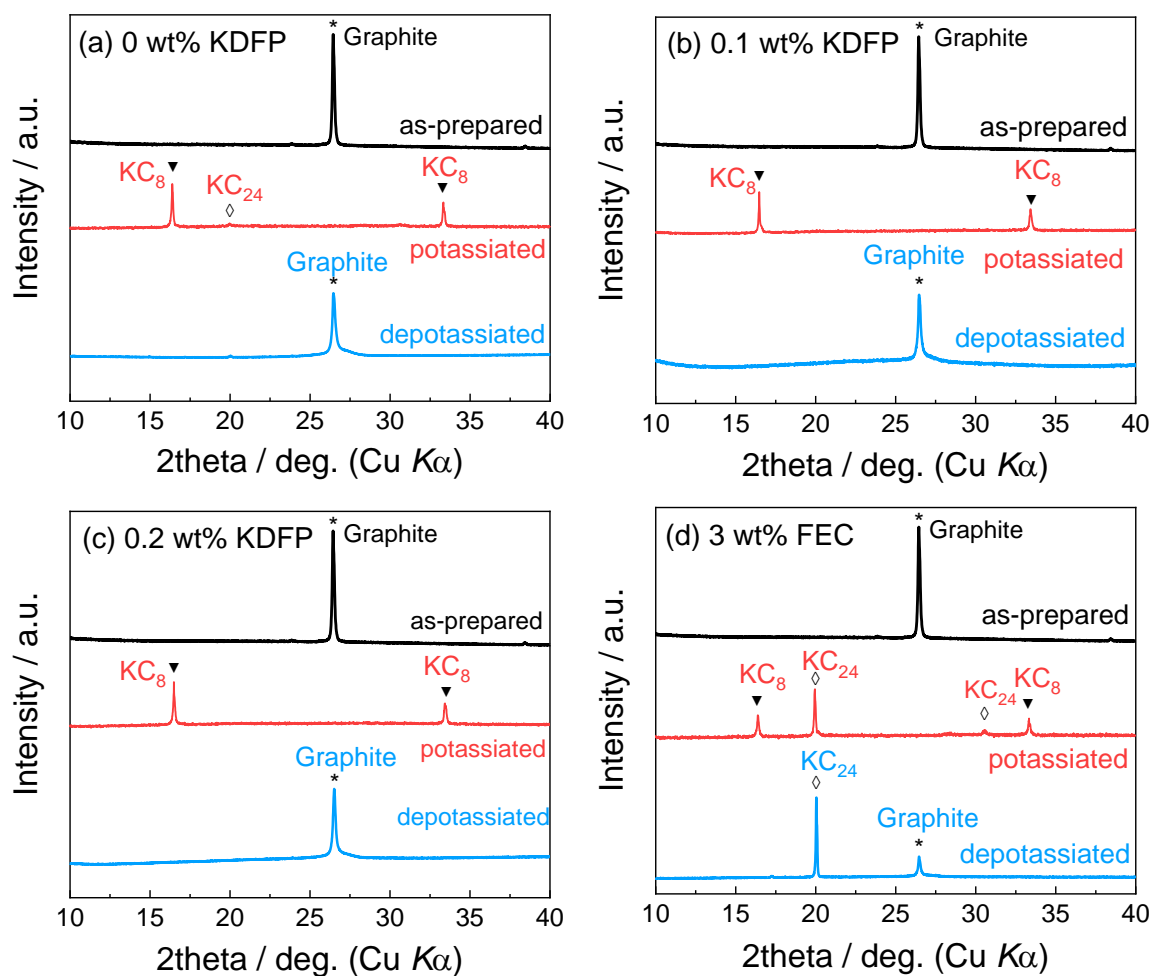 (a) 0 wt% KDFP
* Graphite
as-prepared
KC8
KC24
KC8
potassiated
Graphite
*
depotassiated
Intensity / a.u.
10 15 20 25 30 35 40
2theta / deg. (Cu Kα)
(b) 0.1 wt% KDFP
* Graphite
as-prepared
KC8
KC8
potassiated
Graphite
*
depotassiated
Intensity / a.u.
10 15 20 25 30 35 40
2theta / deg. (Cu Kα)
(c) 0.2 wt% KDFP
* Graphite
as-prepared
KC8
KC8
potassiated
Graphite
*
depotassiated
Intensity / a.u.
10 15 20 25 30 35 40
2theta / deg. (Cu Kα)
(d) 3 wt% FEC
* Graphite
as-prepared
KC8
KC24
KC24
KC8
potassiated
KC24
Graphite
*
depotassiated
Intensity / a.u.
10 15 20 25 30 35 40
2theta / deg. (Cu Kα)